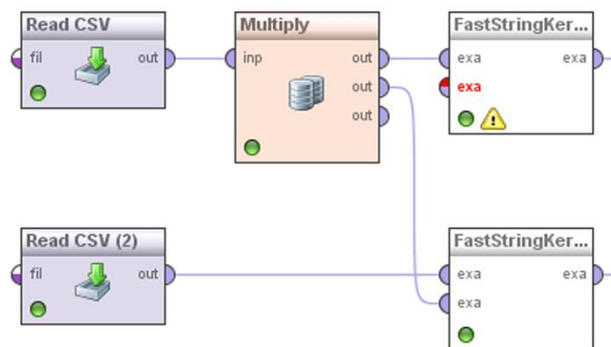 Read CSV
fil out
Multiply
inp out
out
out
FastStringKer...
exa exa
exa
Read CSV (2)
fil out
FastStringKer...
exa exa
exa